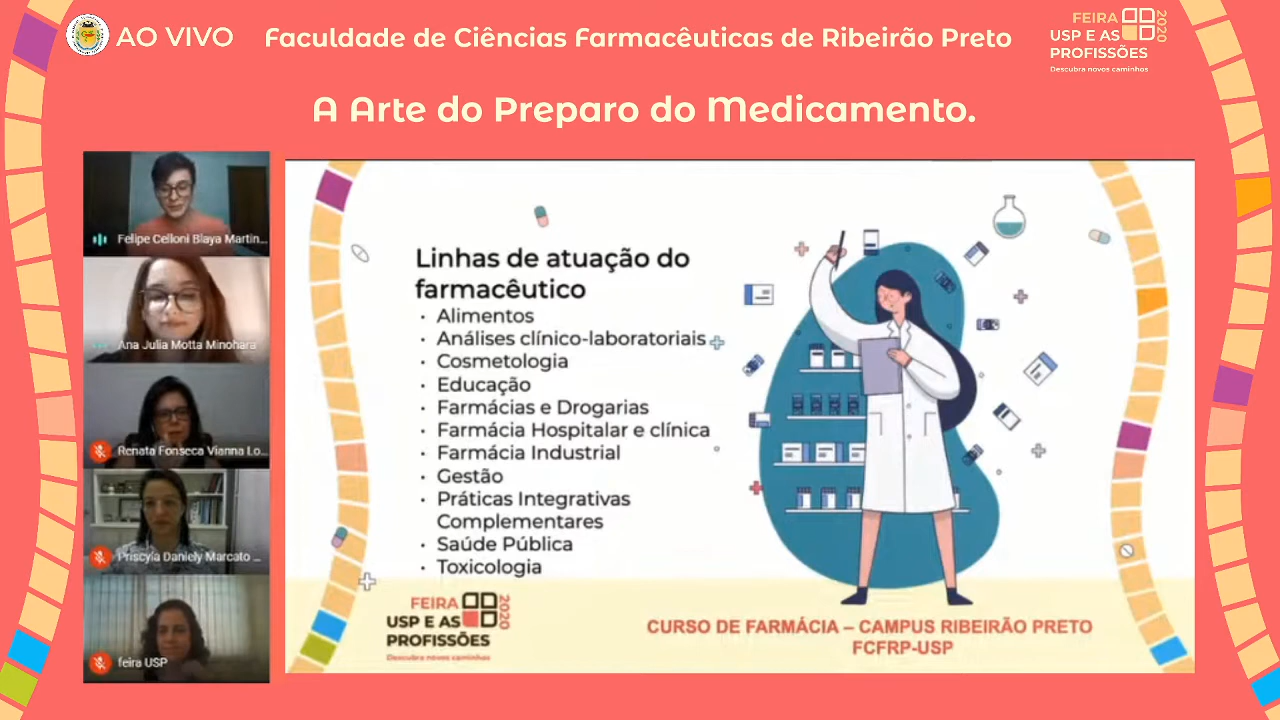 AO VIVO
Faculdade de Ciências Farmacêuticas de Ribeirão Preto
FEIRA
USP E AS
PROFISSÕES
2020
Descubra novos caminhos
A Arte do Preparo do Medicamento.
Felipe Celloni Blaya Martin...
Ana Julia Motta Minohara
Renata Fonseca Vianna Lo...
Priscyla Daniely Marcato ...
feira USP
Linhas de atuação do
farmacêutico
· Alimentos
· Análises clínico-laboratoriais
· Cosmetologia
· Educação
· Farmácias e Drogarias
· Farmácia Hospitalar e clínica
· Farmácia Industrial
· Gestão
· Práticas Integrativas
Complementares
· Saúde Pública
· Toxicologia
FEIRA
USP E AS
PROFISSÕES
2020
Descubra novos caminhos
CURSO DE FARMÁCIA – CAMPUS RIBEIRÃO PRETO
FCFRP-USP